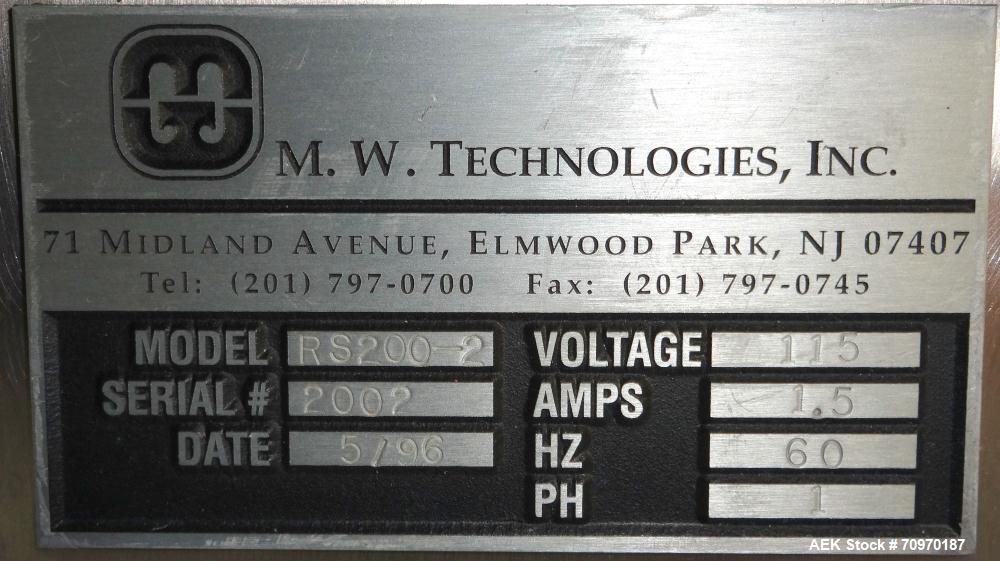 M. W. TECHNOLOGIES, INC.
71 MIDLAND AVENUE, ELMWOOD PARK, NJ 07407
Tel: (201) 797-0700 Fax: (201) 797-0745
MODEL RS200-2 VOLTAGE 115
SERIAL # 2002 AMPS 1.5
DATE 5/96 HZ 60
PH 1
AEK Stock # 70970187